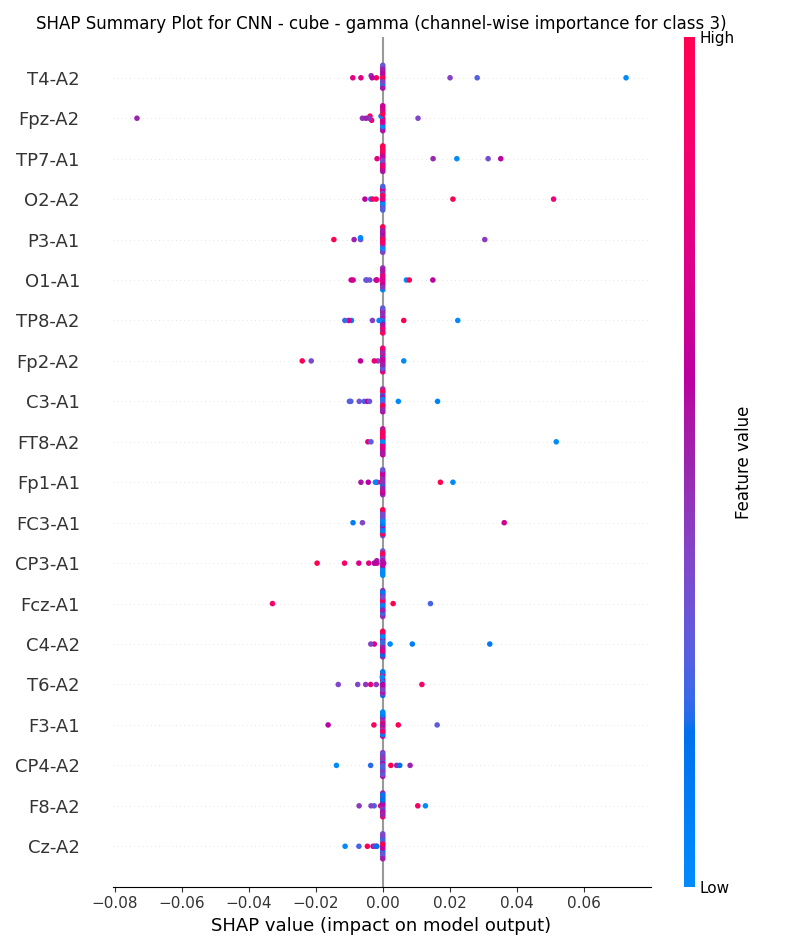 SHAP Summary Plot for CNN - cube - gamma (channel-wise importance for class 3)
High
T4-A2
Fpz-A2
TP7-A1
O2-A2
P3-A1
O1-A1
TP8-A2
Fp2-A2
C3-A1
FT8-A2
Fp1-A1
FC3-A1
CP3-A1
Fcz-A1
C4-A2
T6-A2
F3-A1
CP4-A2
F8-A2
Cz-A2
Feature value
Low
−0.08 −0.06 −0.04 −0.02 0.00 0.02 0.04 0.06
SHAP value (impact on model output)